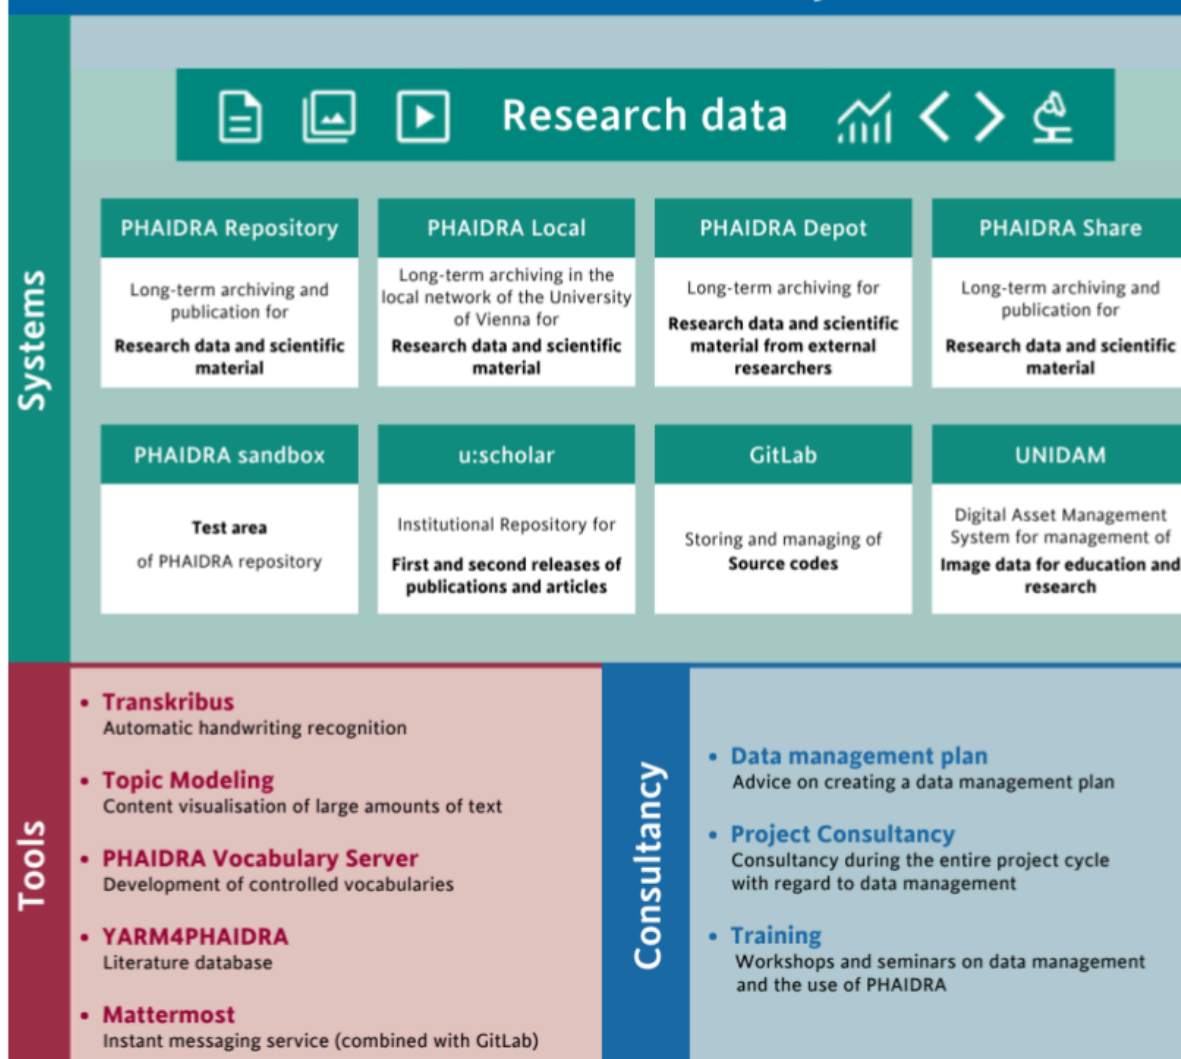 Research data
Systems
PHAIDRA Repository
Long-term archiving and
publication for
Research data and scientific
material
PHAIDRA Local
Long-term archiving in the
local network of the University
of Vienna for
Research data and scientific
material
PHAIDRA Depot
Long-term archiving for
Research data and scientific
material from external
researchers
PHAIDRA Share
Long-term archiving and
publication for
Research data and scientific
material
PHAIDRA sandbox
Test area
of PHAIDRA repository
u:scholar
Institutional Repository for
First and second releases of
publications and articles
GitLab
Storing and managing of
Source codes
UNIDAM
Digital Asset Management
System for management of
Image data for education and
research
Tools
• Transkribus
Automatic handwriting recognition
• Topic Modeling
Content visualisation of large amounts of text
• PHAIDRA Vocabulary Server
Development of controlled vocabularies
• YARM4PHAIDRA
Literature database
• Mattermost
Instant messaging service (combined with GitLab)
Consultancy
• Data management plan
Advice on creating a data management plan
• Project Consultancy
Consultancy during the entire project cycle
with regard to data management
• Training
Workshops and seminars on data management
and the use of PHAIDRA